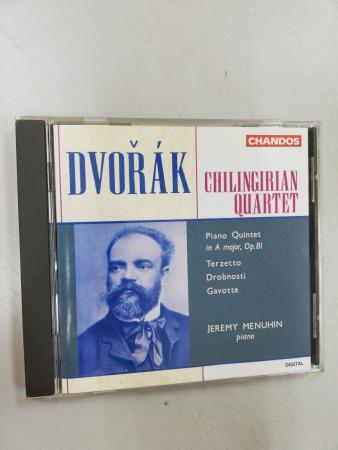 CHANDOS
DVOŘÁK
CHILINGIRIAN
QUARTET
Piano Quintet
in A major, Op.81
Terzetto
Drobnosti
Gavotte
JEREMY MENUHIN
piano
DIGITAL